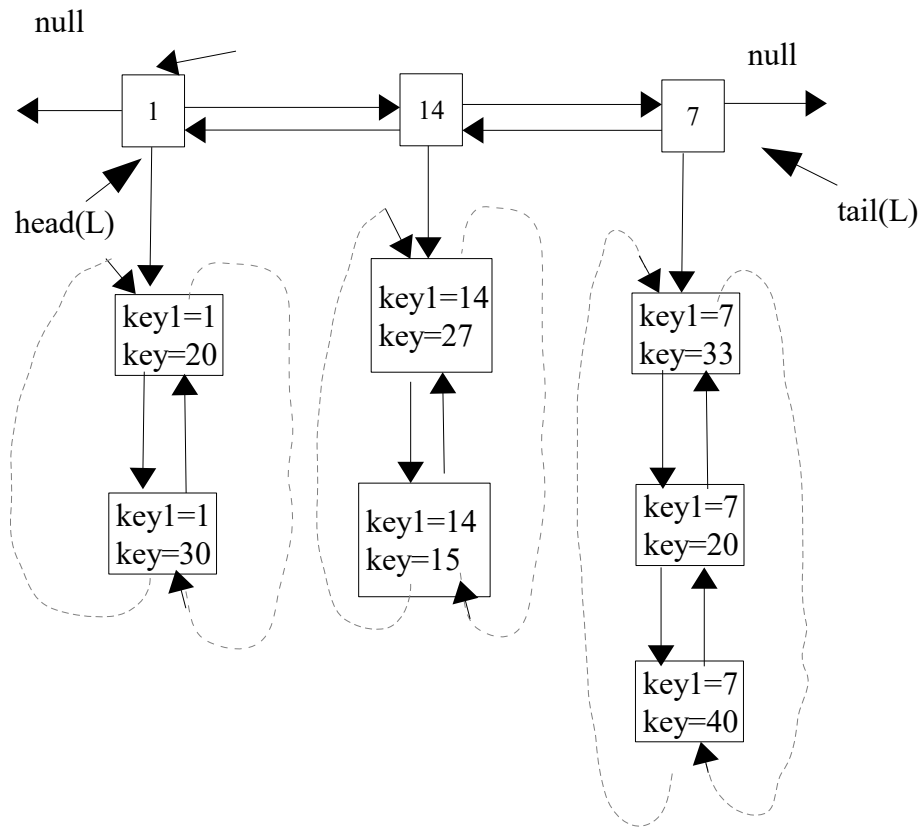 null
null
1
14
7
head(L)
tail(L)
key1=1
key=20
key1=14
key=27
key1=7
key=33
key1=1
key=30
key1=14
key=15
key1=7
key=20
key1=7
key=40